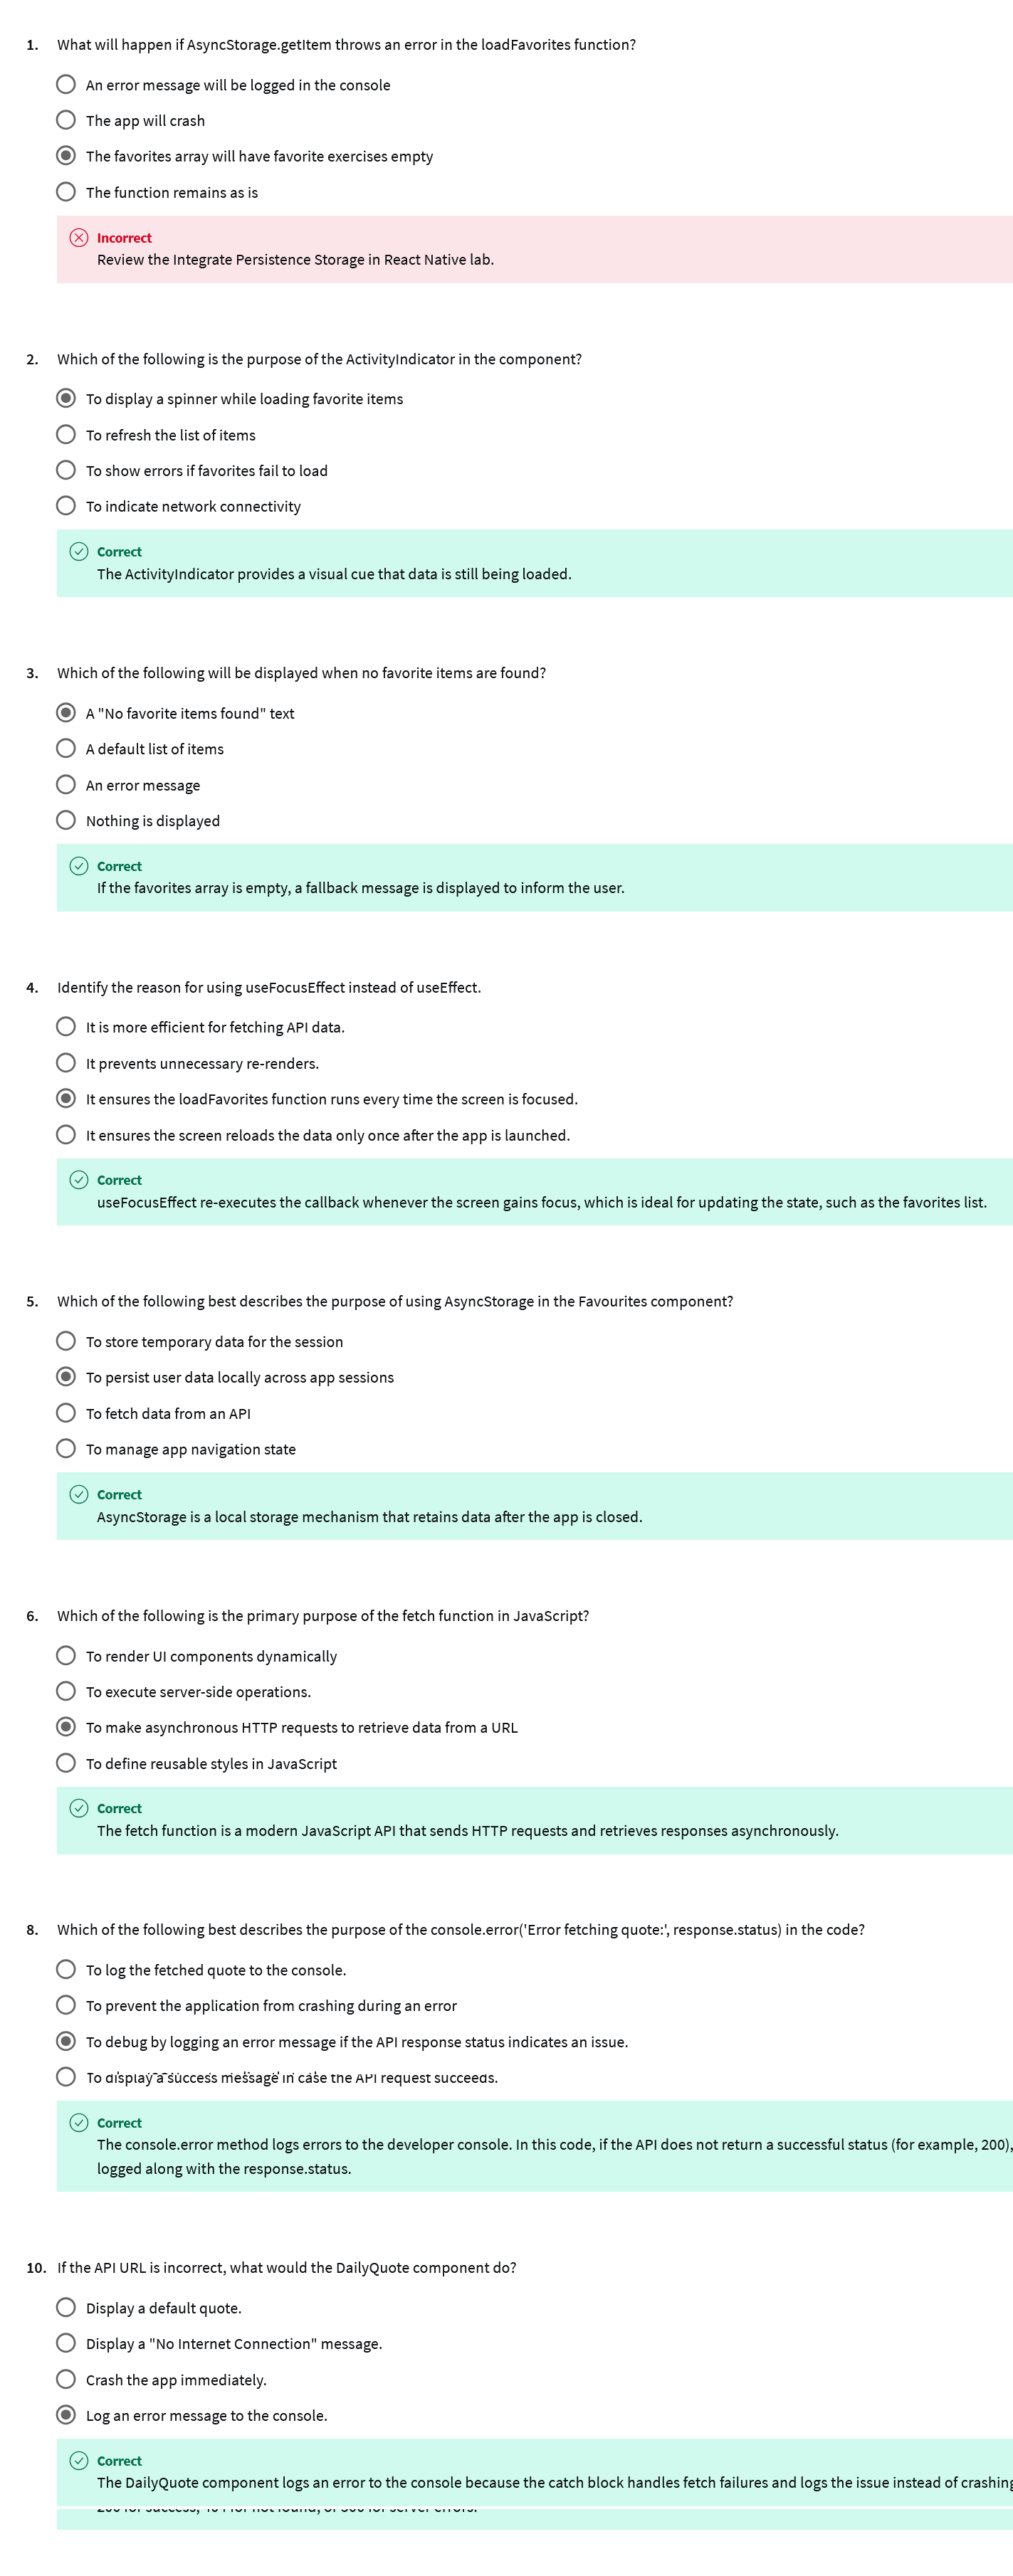 1. What will happen if AsyncStorage.getItem throws an error in the loadFavorites function?
An error message will be logged in the console
The app will crash
The favorites array will have favorite exercises empty
The function remains as is
Incorrect
Review the Integrate Persistence Storage in React Native lab.
2. Which of the following is the purpose of the ActivityIndicator in the component?
To display a spinner while loading favorite items
To refresh the list of items
To show errors if favorites fail to load
To indicate network connectivity
Correct
The ActivityIndicator provides a visual cue that data is still being loaded.
3. Which of the following will be displayed when no favorite items are found?
A "No favorite items found" text
A default list of items
An error message
Nothing is displayed
Correct
If the favorites array is empty, a fallback message is displayed to inform the user.
4. Identify the reason for using useFocusEffect instead of useEffect.
It is more efficient for fetching API data.
It prevents unnecessary re-renders.
It ensures the loadFavorites function runs every time the screen is focused.
It ensures the screen reloads the data only once after the app is launched.
Correct
useFocusEffect re-executes the callback whenever the screen gains focus, which is ideal for updating the state, such as the favorites list.
5. Which of the following best describes the purpose of using AsyncStorage in the Favourites component?
To store temporary data for the session
To persist user data locally across app sessions
To fetch data from an API
To manage app navigation state
Correct
AsyncStorage is a local storage mechanism that retains data after the app is closed.
6. Which of the following is the primary purpose of the fetch function in JavaScript?
To render UI components dynamically
To execute server-side operations.
To make asynchronous HTTP requests to retrieve data from a URL
To define reusable styles in JavaScript
Correct
The fetch function is a modern JavaScript API that sends HTTP requests and retrieves responses asynchronously.
8. Which of the following best describes the purpose of the console.error('Error fetching quote:', response.status) in the code?
To log the fetched quote to the console.
To prevent the application from crashing during an error
To debug by logging an error message if the API response status indicates an issue.
To display a success message in case the API request succeeds.
Correct
The console.error method logs errors to the developer console. In this code, if the API does not return a successful status (for example, 200),
logged along with the response.status.
10. If the API URL is incorrect, what would the DailyQuote component do?
Display a default quote.
Display a "No Internet Connection" message.
Crash the app immediately.
Log an error message to the console.
Correct
The DailyQuote component logs an error to the console because the catch block handles fetch failures and logs the issue instead of crashing